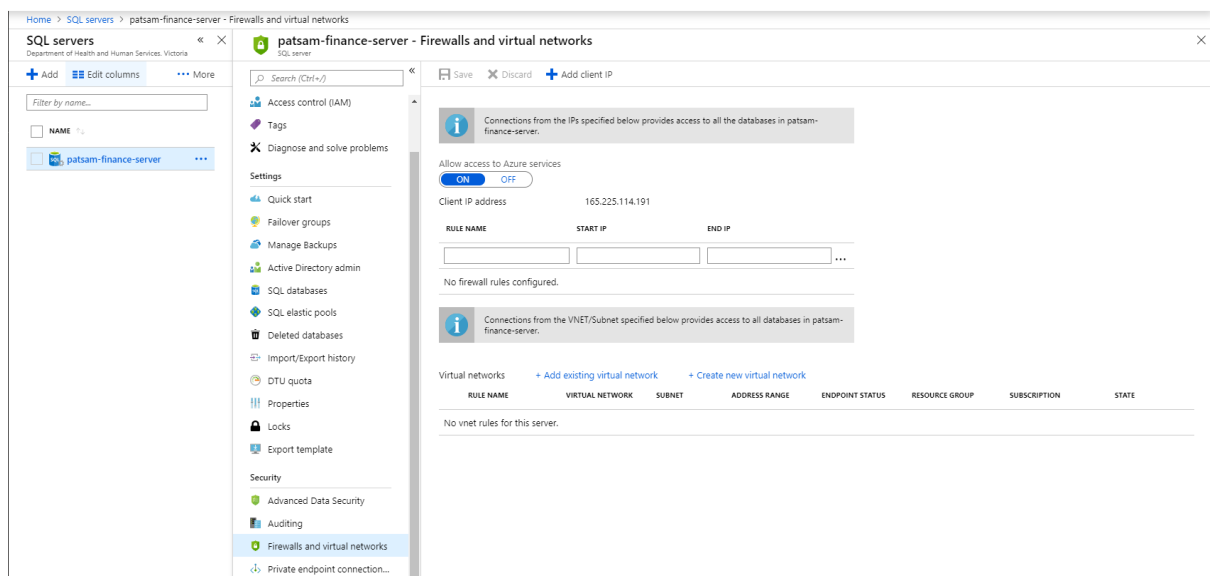 Home > SQL servers > patsam-finance-server - Firewalls and virtual networks
SQL servers
Department of Health and Human Services. Victoria
« ×
+ Add Edit columns ••• More
Filter by name...
NAME ↑↓
patsam-finance-server •••
patsam-finance-server - Firewalls and virtual networks
SQL server
×
Search (Ctrl+/)
«
Access control (IAM)
Tags
Diagnose and solve problems
Settings
Quick start
Failover groups
Manage Backups
Active Directory admin
SQL databases
SQL elastic pools
Deleted databases
Import/Export history
DTU quota
Properties
Locks
Export template
Security
Advanced Data Security
Auditing
Firewalls and virtual networks
Private endpoint connection...
Save Discard + Add client IP
Connections from the IPs specified below provides access to all the databases in patsam-
finance-server.
Allow access to Azure services
ON OFF
Client IP address 165.225.114.191
RULE NAME START IP END IP
...
No firewall rules configured.
Connections from the VNET/Subnet specified below provides access to all databases in patsam-
finance-server.
Virtual networks + Add existing virtual network + Create new virtual network
RULE NAME VIRTUAL NETWORK SUBNET ADDRESS RANGE ENDPOINT STATUS RESOURCE GROUP SUBSCRIPTION STATE
No vnet rules for this server.